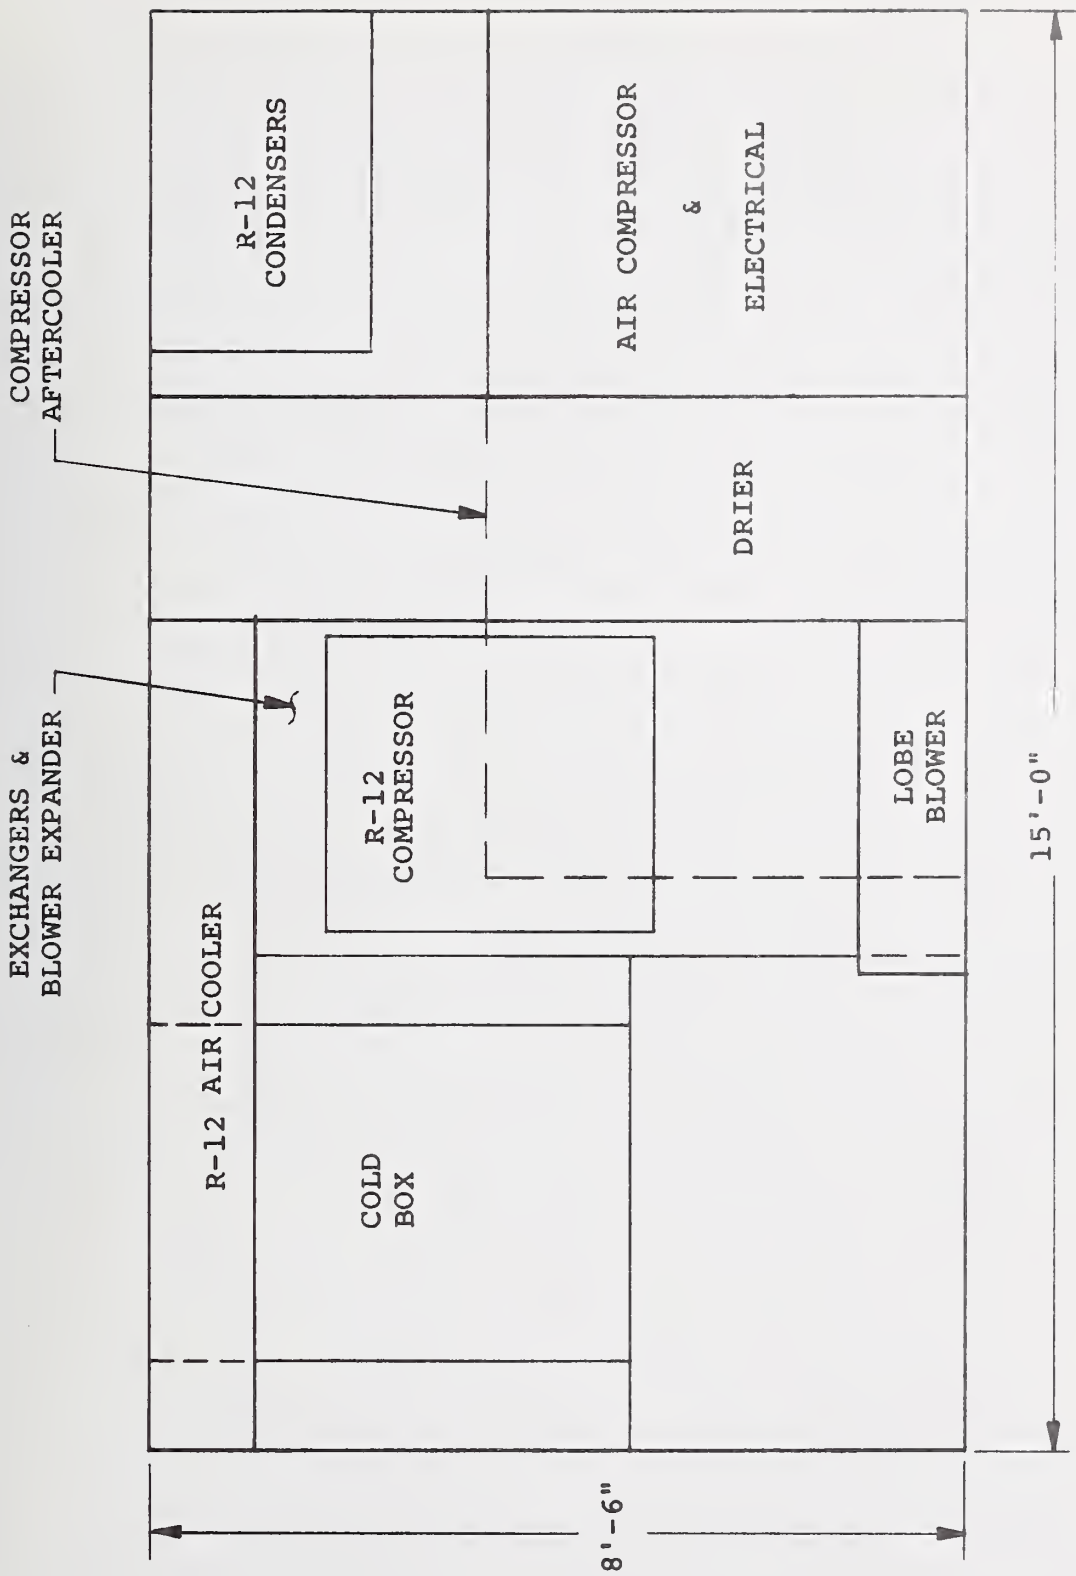 EXCHANGERS &
BLOWER EXPANDER
COMPRESSOR
AFTERCOOLER
R-12 AIR COOLER
R-12
CONDENSERS
COLD
BOX
R-12
COMPRESSOR
DRIER
AIR COMPRESSOR
&
ELECTRICAL
LOBE
BLOWER
8'-6"
15'-0"